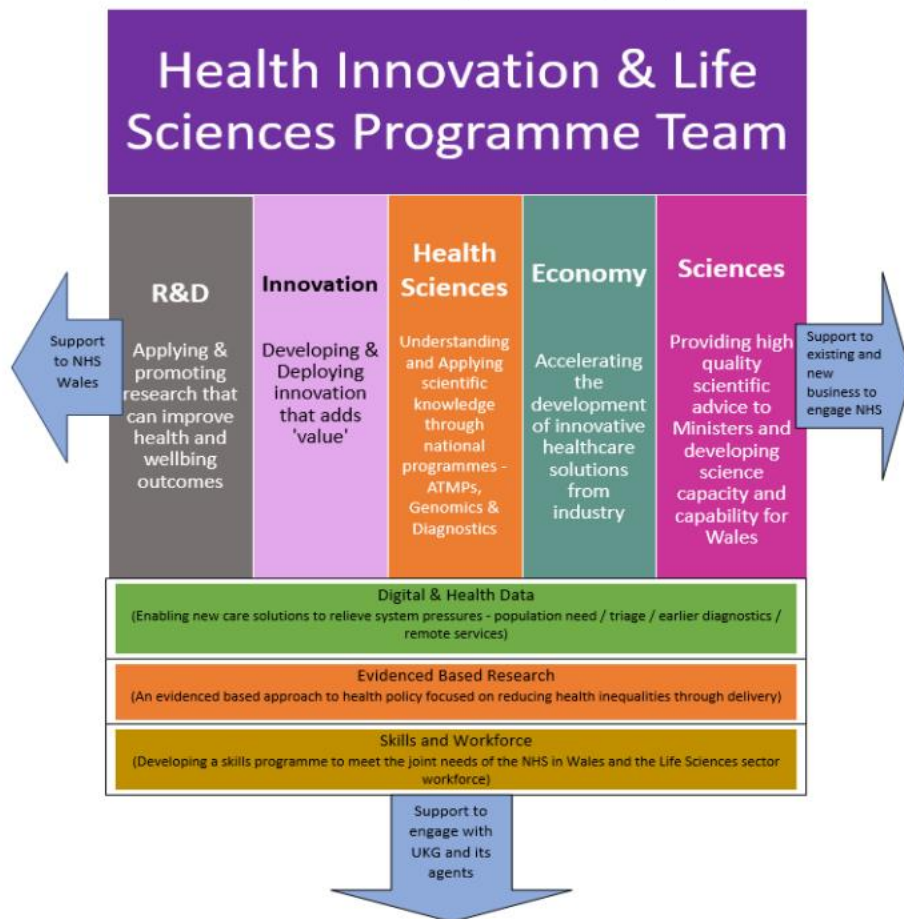 Health Innovation & Life
Sciences Programme Team
Support
to NHS
Wales
R&D
Applying &
promoting
research that
can improve
health and
wellbing
outcomes
Innovation
Developing &
Deploying
innovation
that adds
'value'
Health
Sciences
Understanding
and Applying
scientific
knowledge
through
national
programmes -
ATMPs,
Genomics &
Diagnostics
Economy
Accelerating
the
development
of innovative
healthcare
solutions
from
industry
Sciences
Providing high
quality
scientific
advice to
Ministers and
developing
science
capacity and
capability for
Wales
Support to
existing and
new
business to
engage NHS
Digital & Health Data
(Enabling new care solutions to relieve system pressures - population need / triage / earlier diagnostics /
remote services)
Evidenced Based Research
(An evidenced based approach to health policy focused on reducing health inequalities through delivery)
Skills and Workforce
(Developing a skills programme to meet the joint needs of the NHS in Wales and the Life Sciences sector
workforce)
Support to
engage with
UKG and its
agents